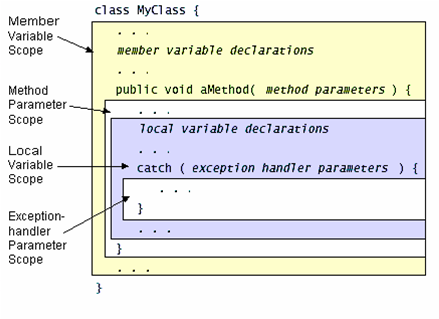 class MyClass {
Member
Variable
Scope
. . .
member variable declarations
. . .
public void aMethod( method parameters ) {
Method
Parameter
Scope
. . .
local variable declarations
. . .
Local
Variable
Scope
catch ( exception handler parameters ) {
. . .
}
Exception-
handler
Parameter
Scope
. . .
}
. . .
}